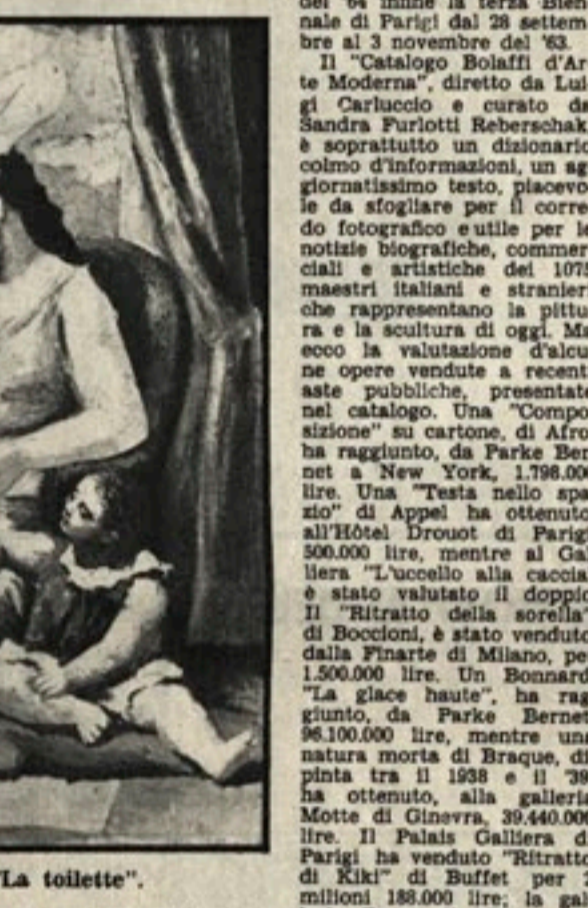 del '64 infine la terza Bien
nale di Parigi dal 28 settem
bre al 3 novembre del '63.
Il "Catalogo Bolaffi d'Ar
te Moderna", diretto da Lui
gi Carluccio e curato da
Sandra Furlotti Reberschak,
è soprattutto un dizionario
colmo d'informazioni, un ag
giornatissimo testo, piacevo
le da sfogliare per il corre
do fotografico e utile per le
notizie biografiche, commer
ciali e artistiche dei 1075
maestri italiani e stranieri
che rappresentano la pittu
ra e la scultura di oggi. Ma
ecco la valutazione d'alcu
ne opere vendute a recenti
aste pubbliche, presentate
nel catalogo. Una "Compo
sizione" su cartone, di Afro,
ha raggiunto, da Parke Ber
net a New York, 1.798.000
lire. Una "Testa nello spa
zio" di Appel ha ottenuto
all'Hôtel Drouot di Parigi
500.000 lire, mentre al Gal
liera "L'uccello alla caccia"
è stato valutato il doppio.
Il "Ritratto della sorella"
di Boccioni, è stato venduto
dalla Finarte di Milano, per
1.500.000 lire. Un Bonnard,
"La glace haute", ha rag
giunto, da Parke Bernet
96.100.000 lire, mentre una
natura morta di Braque, di
pinta tra il 1938 e il '39,
ha ottenuto, alla galleria
Motte di Ginevra, 39.440.000
lire. Il Palais Galliera di
Parigi ha venduto "Ritratto
di Kiki" di Buffet per 2
milioni 188.000 lire; la gal
"La toilette".